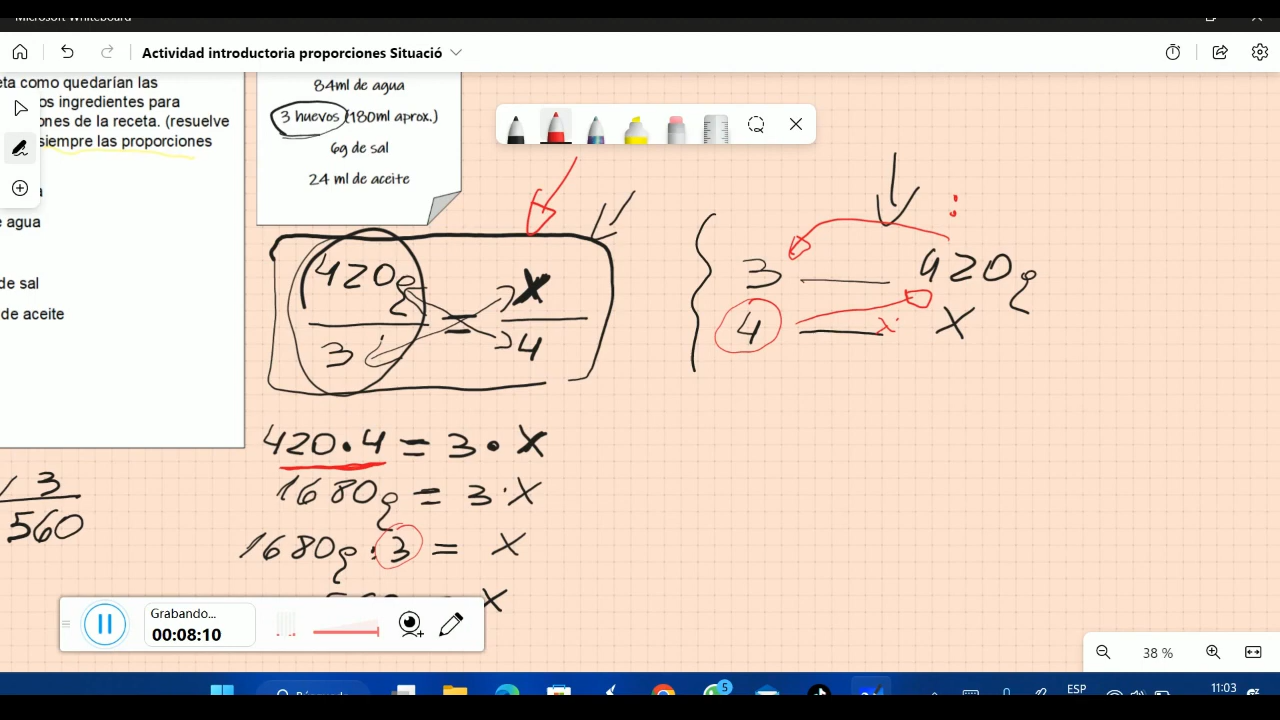 Microsoft Whiteboard
Actividad introductoria proporciones Situació
eta como quedarían las
os ingredientes para
ones de la receta. (resuelve
siempre las proporciones
a
e agua
de sal
de aceite
84ml de agua
3 huevos (180ml aprox.)
6g de sal
24 ml de aceite
420g = x
3 4
420 · 4 = 3 · x
1680g = 3 · x
1680g : 3 = x
x
3
560
:
3 — 420g
4 — x
x
Grabando...
00:08:10
38 %
5
ESP
11:03